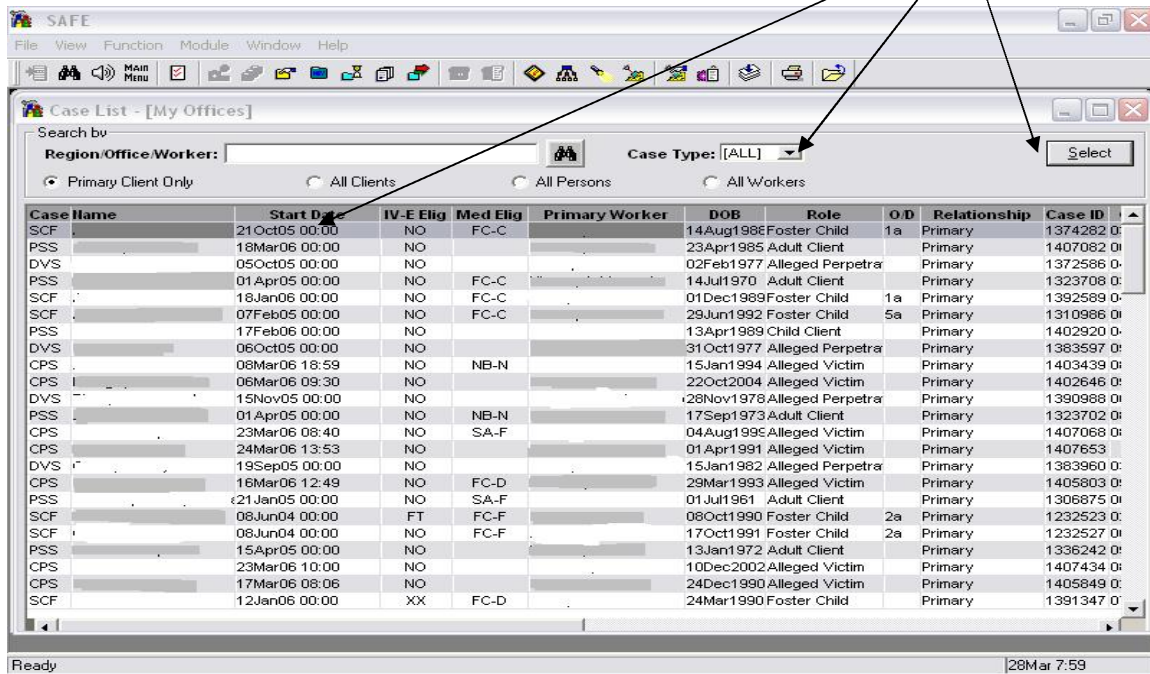 SAFE
File View Function Module Window Help
MAIN MENU
Case List - [My Offices]
Search by
Region/Office/Worker: Case Type: [ALL] Select
Primary Client Only All Clients All Persons All Workers
Case Name Start Date IV-E Elig Med Elig Primary Worker DOB Role O/D Relationship Case ID
SCF 21Oct05 00:00 NO FC-C 14Aug1988 Foster Child 1a Primary 1374282
PSS 18Mar06 00:00 NO 23Apr1985 Adult Client Primary 1407082
DVS 05Oct05 00:00 NO 02Feb1977 Alleged Perpetra Primary 1372586
PSS 01Apr05 00:00 NO FC-C 14Jul1970 Adult Client Primary 1323708
SCF 18Jan06 00:00 NO FC-C 01Dec1989 Foster Child 1a Primary 1392589
SCF 07Feb05 00:00 NO FC-C 29Jun1992 Foster Child 5a Primary 1310986
PSS 17Feb06 00:00 NO 13Apr1989 Child Client Primary 1402920
DVS 06Oct05 00:00 NO 31Oct1977 Alleged Perpetra Primary 1383597
CPS 08Mar06 18:59 NO NB-N 15Jan1994 Alleged Victim Primary 1403439
CPS 06Mar06 09:30 NO 22Oct2004 Alleged Victim Primary 1402646
DVS 15Nov05 00:00 NO 28Nov1978 Alleged Perpetra Primary 1390988
PSS 01Apr05 00:00 NO NB-N 17Sep1973 Adult Client Primary 1323702
CPS 23Mar06 08:40 NO SA-F 04Aug1999 Alleged Victim Primary 1407068
CPS 24Mar06 13:53 NO 01Apr1991 Alleged Victim Primary 1407653
DVS 19Sep05 00:00 NO 15Jan1982 Alleged Perpetra Primary 1383960
CPS 16Mar06 12:49 NO FC-D 29Mar1993 Alleged Victim Primary 1405803
PSS 21Jan05 00:00 NO SA-F 01Jul1961 Adult Client Primary 1306875
SCF 08Jun04 00:00 FT FC-F 08Oct1990 Foster Child 2a Primary 1232523
SCF 08Jun04 00:00 NO FC-F 17Oct1991 Foster Child 2a Primary 1232527
PSS 15Apr05 00:00 NO 13Jan1972 Adult Client Primary 1336242
CPS 23Mar06 10:00 NO 10Dec2002 Alleged Victim Primary 1407434
CPS 17Mar06 08:06 NO 24Dec1990 Alleged Victim Primary 1405849
SCF 12Jan06 00:00 XX FC-D 24Mar1990 Foster Child Primary 1391347
Ready 28Mar 7:59